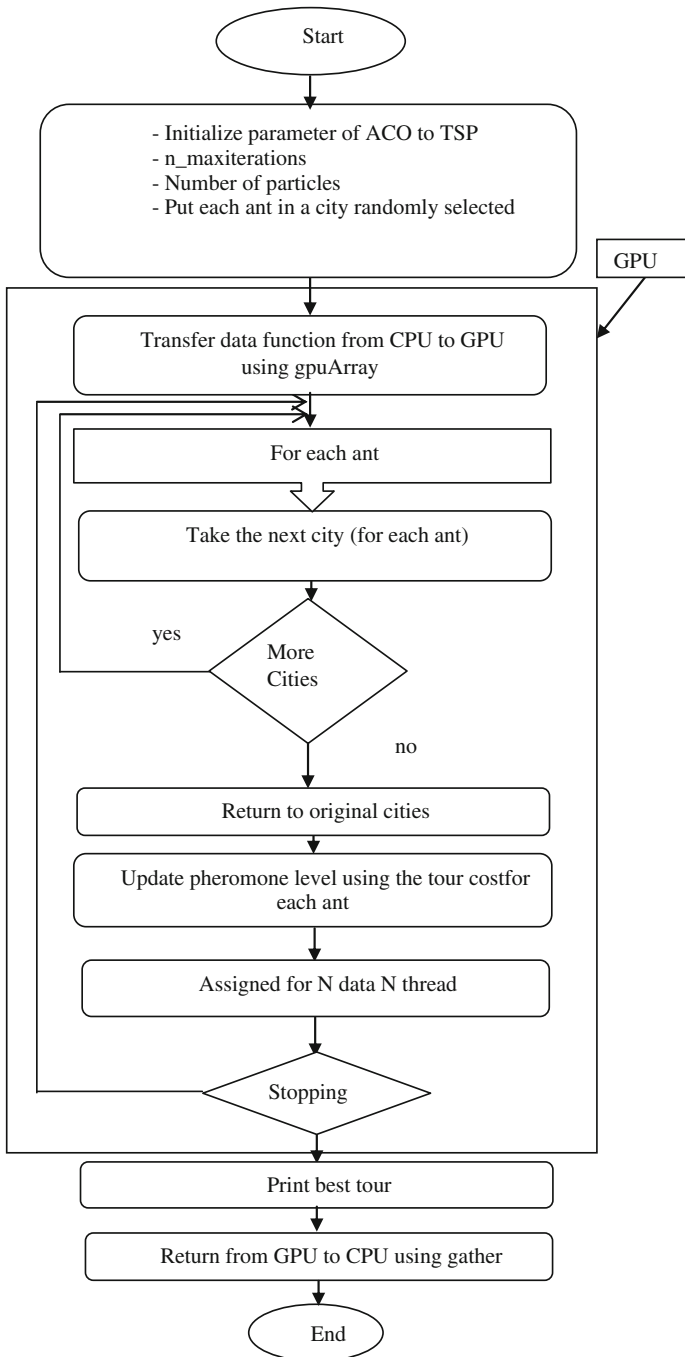 Start
- Initialize parameter of ACO to TSP
- n_maxiterations
- Number of particles
- Put each ant in a city randomly selected
GPU
Transfer data function from CPU to GPU
using gpuArray
For each ant
Take the next city (for each ant)
yes
More
Cities
no
Return to original cities
Update pheromone level using the tour costfor
each ant
Assigned for N data N thread
Stopping
Print best tour
Return from GPU to CPU using gather
End